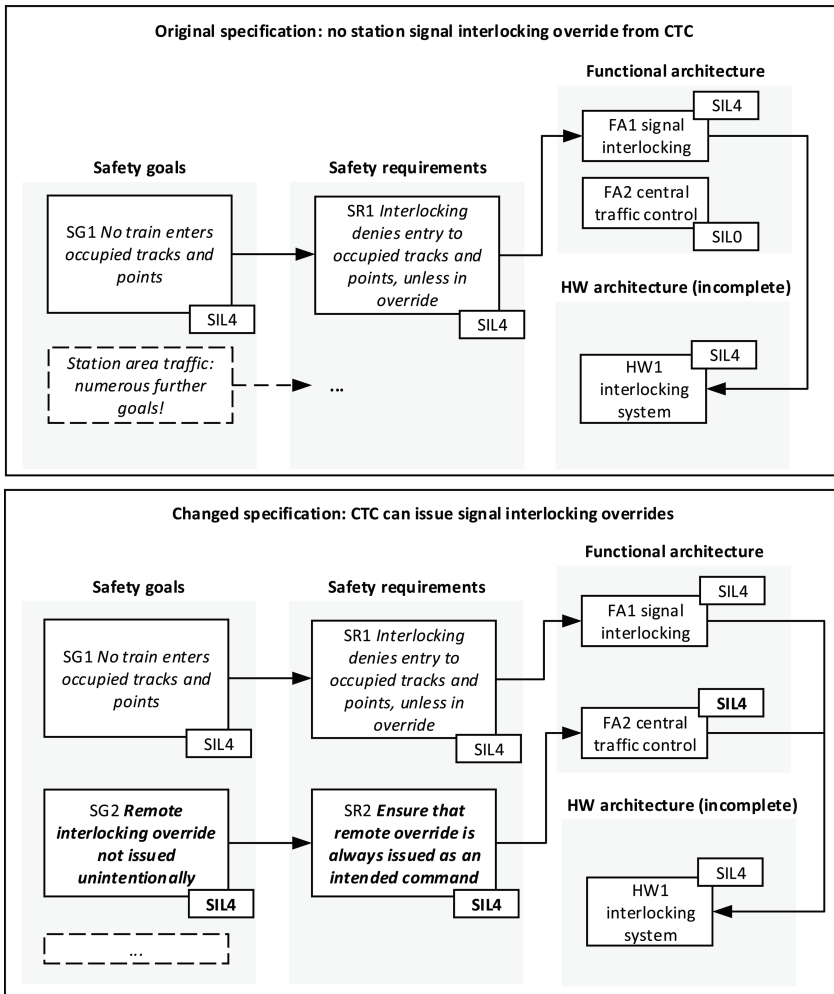 Original specification: no station signal interlocking override from CTC
Functional architecture
SIL4
FA1 signal
interlocking
Safety goals
Safety requirements
SG1 No train enters
occupied tracks and
points
SIL4
SR1 Interlocking
denies entry to
occupied tracks and
points, unless in
override
SIL4
FA2 central
traffic control
SIL0
HW architecture (incomplete)
Station area traffic:
numerous further
goals!
...
SIL4
HW1
interlocking
system
Changed specification: CTC can issue signal interlocking overrides
Functional architecture
SIL4
FA1 signal
interlocking
Safety goals
Safety requirements
SG1 No train enters
occupied tracks and
points
SIL4
SR1 Interlocking
denies entry to
occupied tracks and
points, unless in
override
SIL4
SIL4
FA2 central
traffic control
SG2 Remote
interlocking override
not issued
unintentionally
SIL4
SR2 Ensure that
remote override is
always issued as an
intended command
SIL4
HW architecture (incomplete)
SIL4
HW1
interlocking
system
...